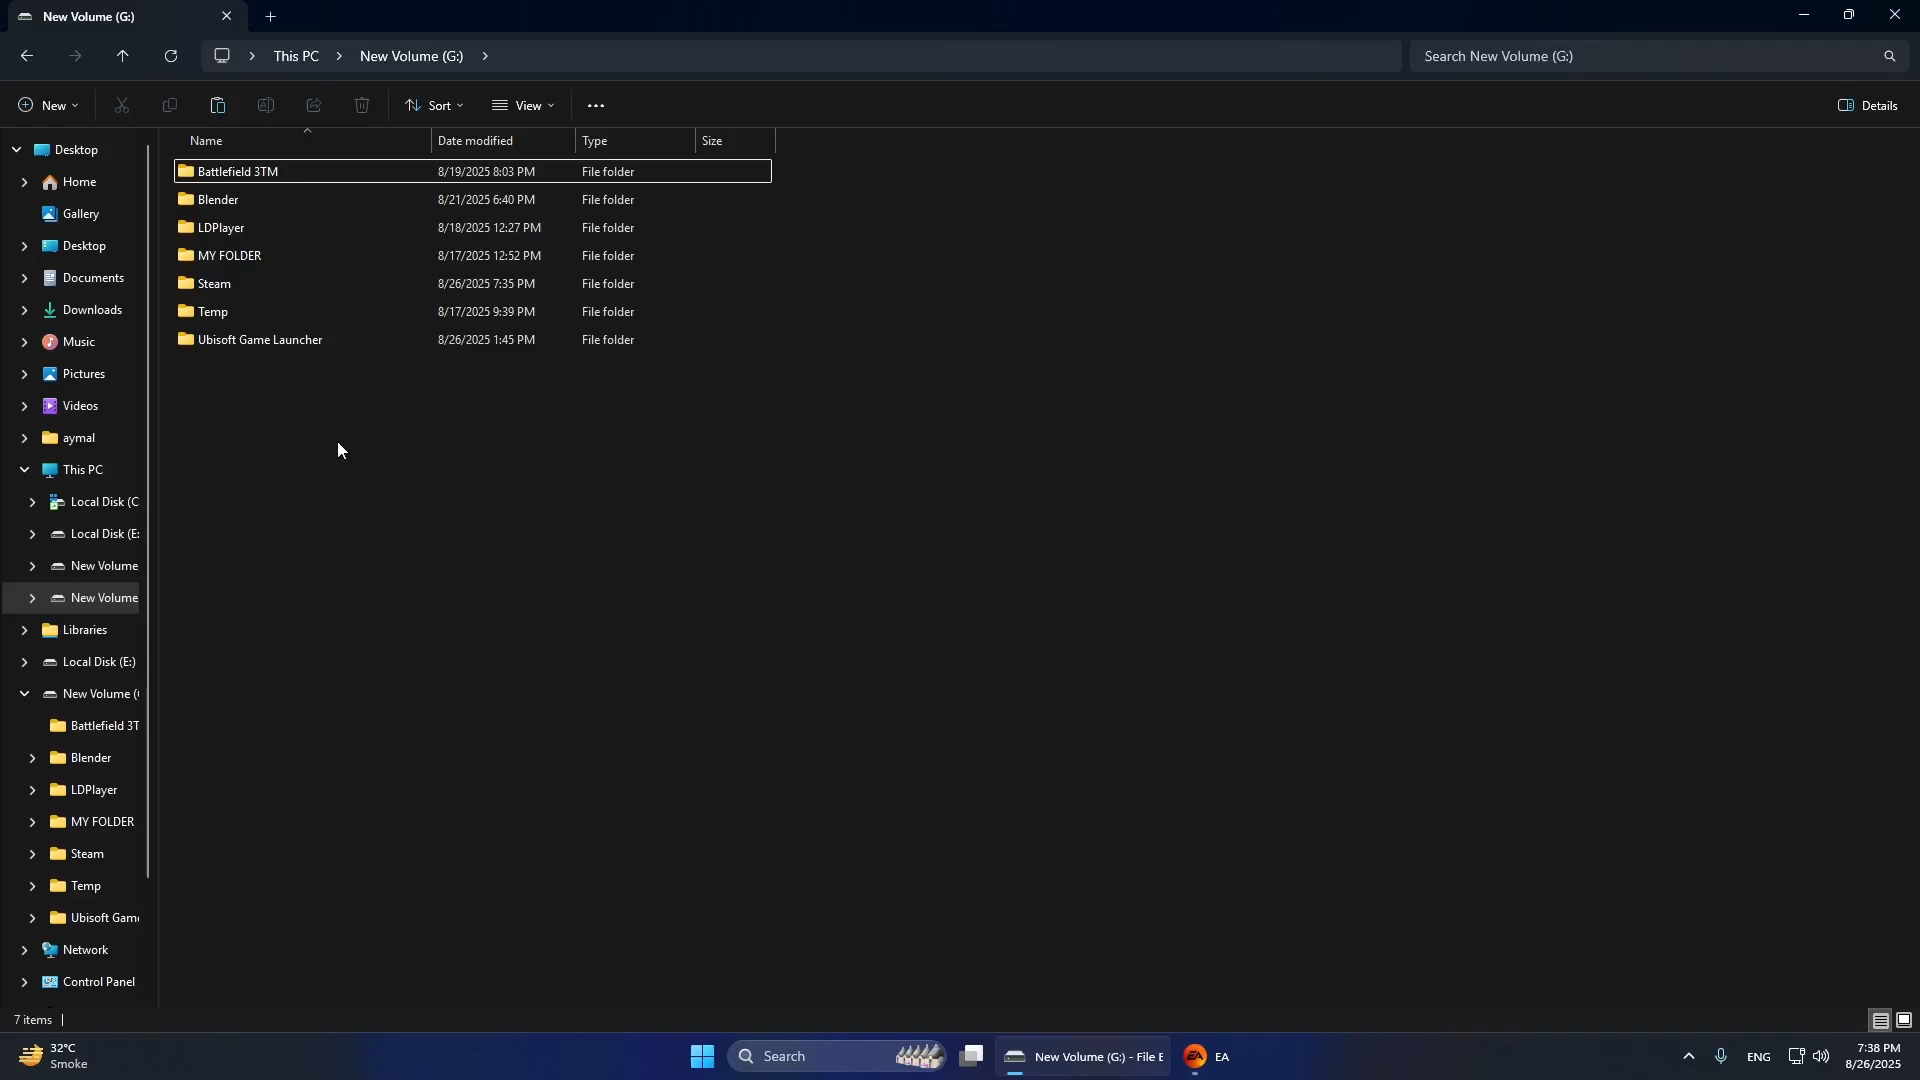 New Volume (G:)
This PC
New Volume (G:)
Search New Volume (G:)
New
Sort
View
Details
Name
Date modified
Type
Size
Battlefield 3TM 8/19/2025 8:03 PM File folder
Blender 8/21/2025 6:40 PM File folder
LDPlayer 8/18/2025 12:27 PM File folder
MY FOLDER 8/17/2025 12:52 PM File folder
Steam 8/26/2025 7:35 PM File folder
Temp 8/17/2025 9:39 PM File folder
Ubisoft Game Launcher 8/26/2025 1:45 PM File folder
Desktop
Home
Gallery
Desktop
Documents
Downloads
Music
Pictures
Videos
aymal
This PC
Local Disk (C
Local Disk (E:
New Volume
New Volume
Libraries
Local Disk (E:)
New Volume (
Battlefield 3T
Blender
LDPlayer
MY FOLDER
Steam
Temp
Ubisoft Gam
Network
Control Panel
7 items
32°C
Smoke
Search
New Volume (G:) - File E
EA
EA
ENG
7:38 PM
8/26/2025